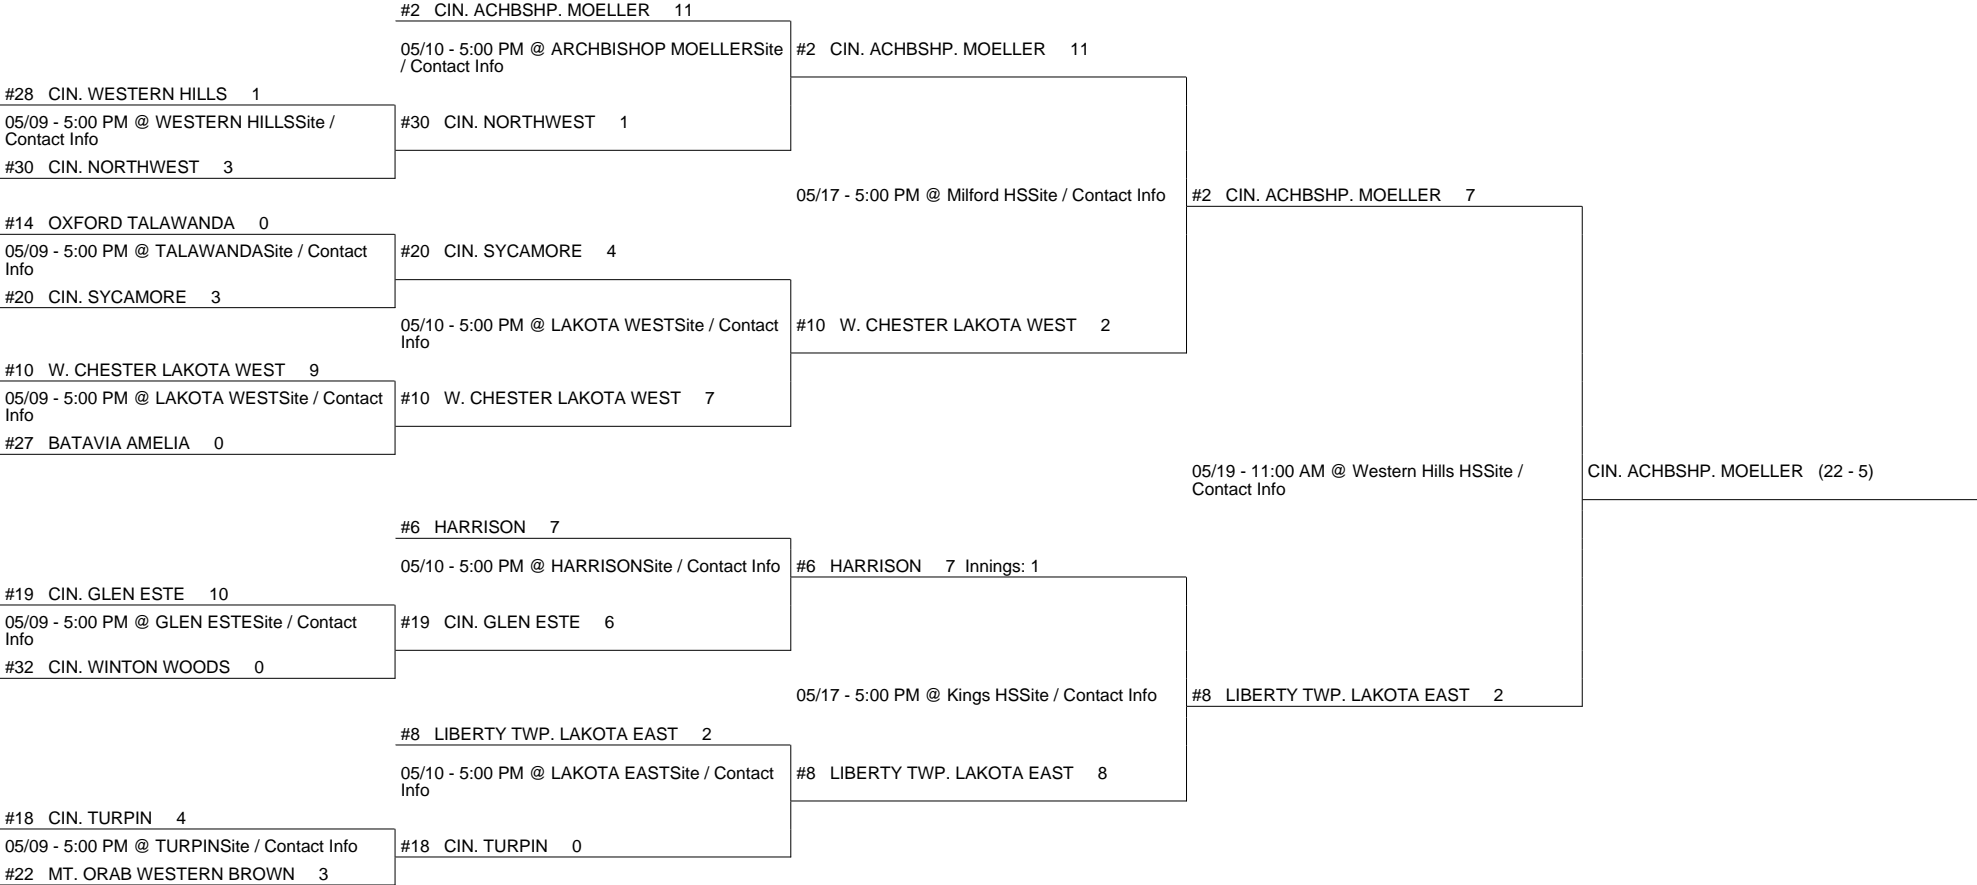 #2 CIN. ACHBSHP. MOELLER 11
05/10 - 5:00 PM @ ARCHBISHOP MOELLERSite
/ Contact Info
#2 CIN. ACHBSHP. MOELLER 11
#28 CIN. WESTERN HILLS 1
05/09 - 5:00 PM @ WESTERN HILLSSite /
Contact Info
#30 CIN. NORTHWEST 1
#30 CIN. NORTHWEST 3
05/17 - 5:00 PM @ Milford HSSite / Contact Info
#2 CIN. ACHBSHP. MOELLER 7
#14 OXFORD TALAWANDA 0
05/09 - 5:00 PM @ TALAWANDASite / Contact
Info
#20 CIN. SYCAMORE 4
#20 CIN. SYCAMORE 3
05/10 - 5:00 PM @ LAKOTA WESTSite / Contact
Info
#10 W. CHESTER LAKOTA WEST 2
#10 W. CHESTER LAKOTA WEST 9
05/09 - 5:00 PM @ LAKOTA WESTSite / Contact
Info
#10 W. CHESTER LAKOTA WEST 7
#27 BATAVIA AMELIA 0
05/19 - 11:00 AM @ Western Hills HSSite /
Contact Info
CIN. ACHBSHP. MOELLER (22 - 5)
#6 HARRISON 7
05/10 - 5:00 PM @ HARRISONSite / Contact Info
#6 HARRISON 7 Innings: 1
#19 CIN. GLEN ESTE 10
05/09 - 5:00 PM @ GLEN ESTESite / Contact
Info
#19 CIN. GLEN ESTE 6
#32 CIN. WINTON WOODS 0
05/17 - 5:00 PM @ Kings HSSite / Contact Info
#8 LIBERTY TWP. LAKOTA EAST 2
#8 LIBERTY TWP. LAKOTA EAST 2
05/10 - 5:00 PM @ LAKOTA EASTSite / Contact
Info
#8 LIBERTY TWP. LAKOTA EAST 8
#18 CIN. TURPIN 4
05/09 - 5:00 PM @ TURPINSite / Contact Info
#18 CIN. TURPIN 0
#22 MT. ORAB WESTERN BROWN 3